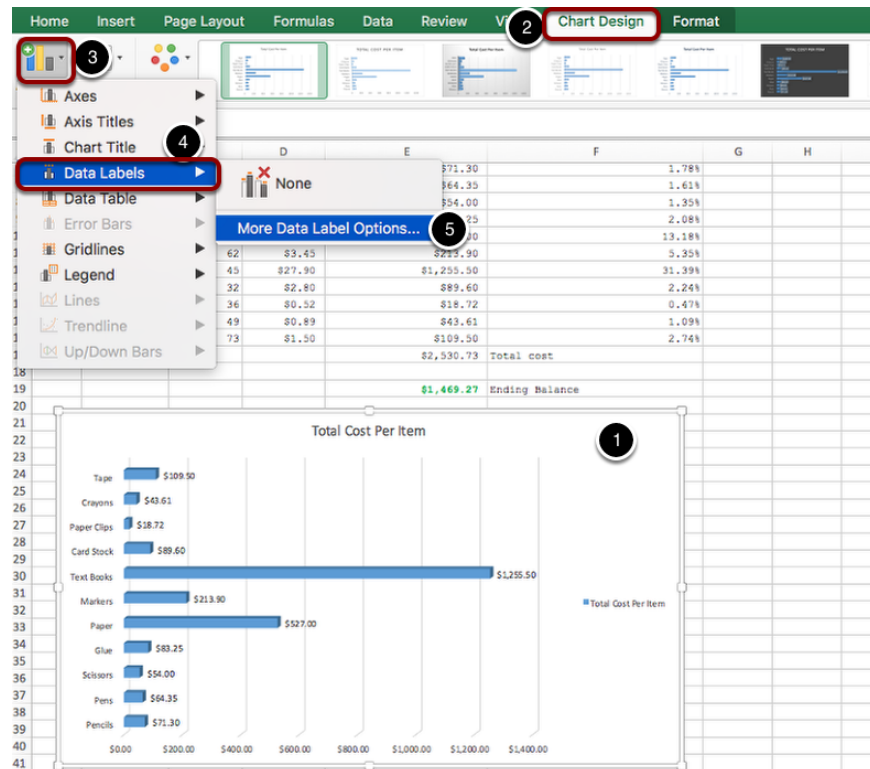 Home Insert Page Layout Formulas Data Review 2 Chart Design Format
3
Axes
Axis Titles
Chart Title 4
Data Labels
None
Data Table
More Data Label Options... 5
Error Bars
Gridlines
Legend
Lines
Trendline
Up/Down Bars
D E F G H
$71.30 1.78%
$64.35 1.61%
$54.00 1.35%
2.08%
13.18%
62 $3.45 $213.90 5.35%
45 $27.90 $1,255.50 31.39%
32 $2.80 $89.60 2.24%
36 $0.52 $18.72 0.47%
49 $0.89 $43.61 1.09%
73 $1.50 $109.50 2.74%
$2,530.73 Total cost
18
19 $1,469.27 Ending Balance
20
21
22
23
24
25
26
27
28
29
30
31
32
33
34
35
36
37
38
39
40
41
Total Cost Per Item
1
Tape $109.50
Crayons $43.61
Paper Clips $18.72
Card Stock $89.60
Text Books $1,255.50
Markers $213.90
Total Cost Per Item
Paper $527.00
Glue $83.25
Scissors $54.00
Pens $64.35
Pencils $71.30
$0.00 $200.00 $400.00 $600.00 $800.00 $1,000.00 $1,200.00 $1,400.00